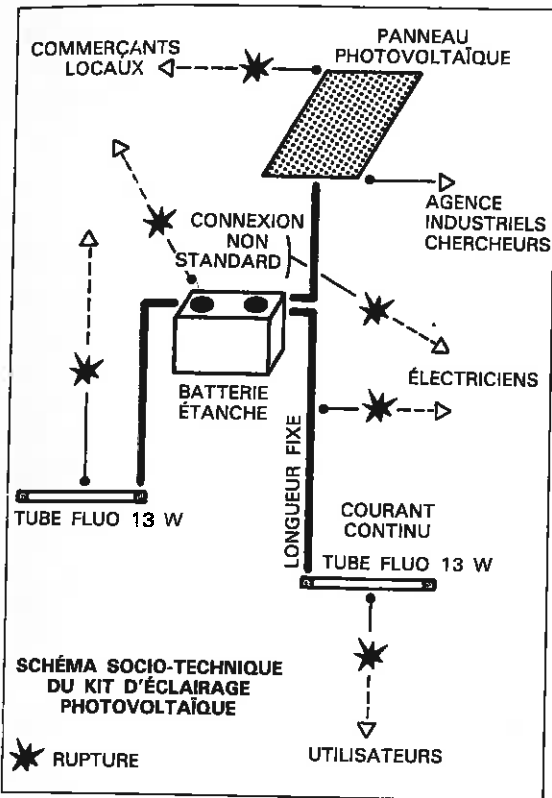 COMMERÇANTS
LOCAUX
PANNEAU
PHOTOVOLTAÏQUE
CONNEXION
NON
STANDARD
AGENCE
INDUSTRIELS
CHERCHEURS
BATTERIE
ÉTANCHE
ÉLECTRICIENS
LONGUEUR FIXE
COURANT
CONTINU
TUBE FLUO 13 W
TUBE FLUO 13 W
SCHÉMA SOCIO-TECHNIQUE
DU KIT D'ÉCLAIRAGE
PHOTOVOLTAÏQUE
RUPTURE
UTILISATEURS